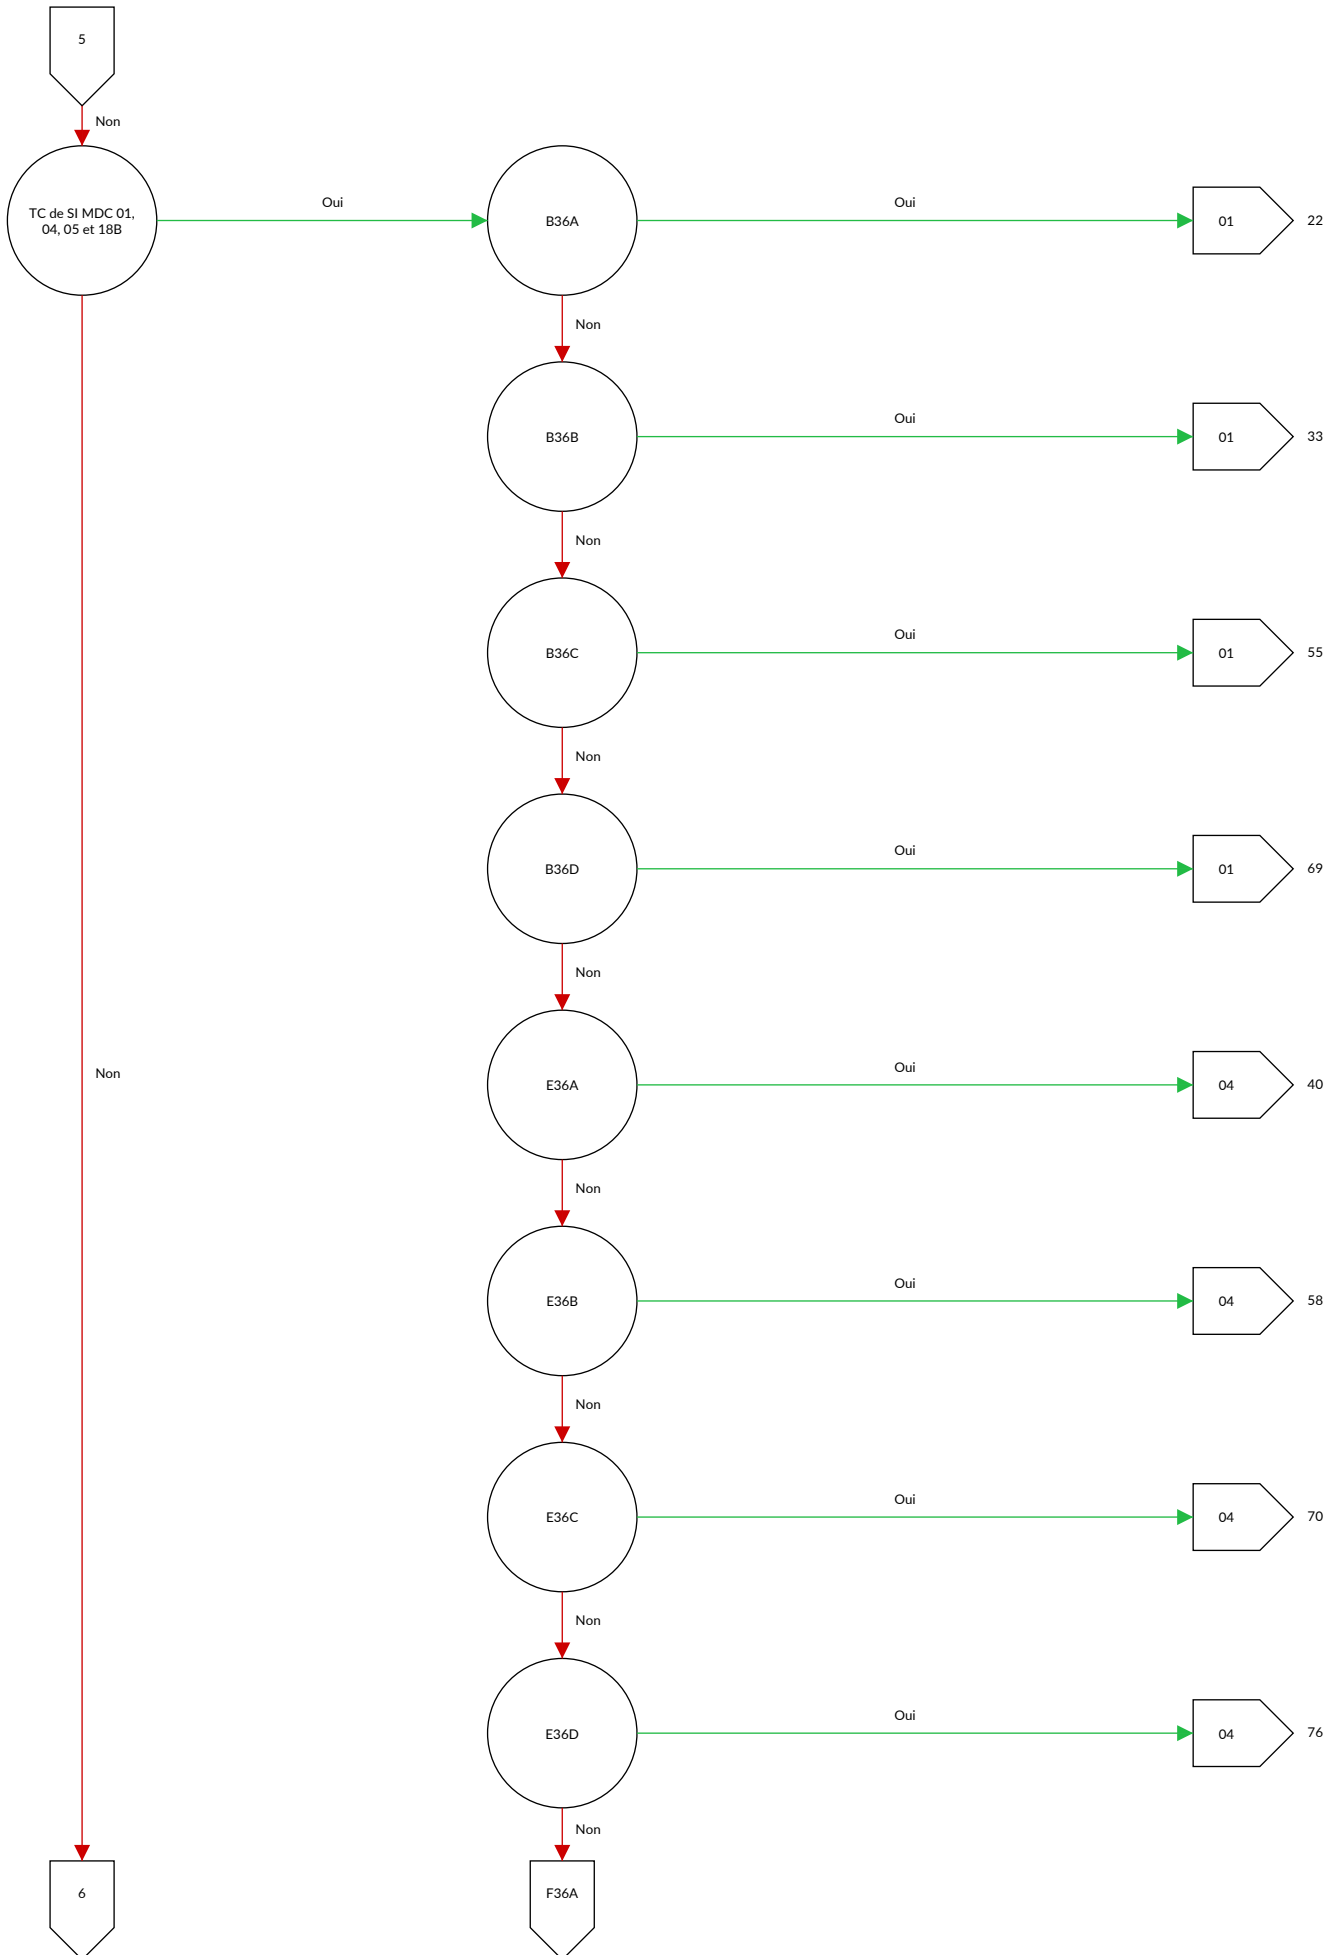 5
Non
TC de SI MDC 01,
04, 05 et 18B
Oui
B36A
Oui
01
22
Non
B36B
Oui
01
33
Non
B36C
Oui
01
55
Non
B36D
Oui
01
69
Non
Non
E36A
Oui
04
40
Non
E36B
Oui
04
58
Non
E36C
Oui
04
70
Non
E36D
Oui
04
76
Non
6
F36A